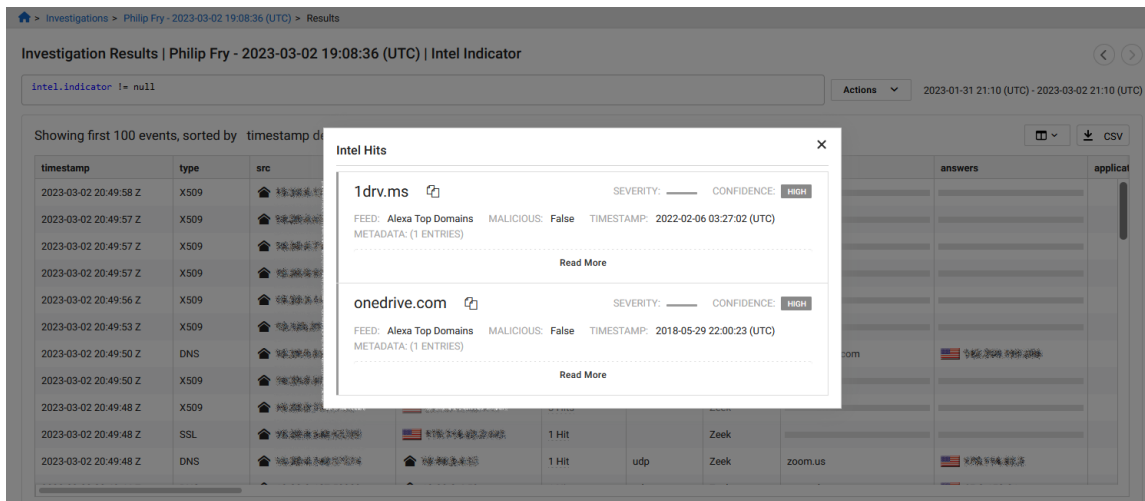 > Investigations > Philip Fry - 2023-03-02 19:08:36 (UTC) > Results
Investigation Results | Philip Fry - 2023-03-02 19:08:36 (UTC) | Intel Indicator
intel.indicator != null
Actions
2023-01-31 21:10 (UTC) - 2023-03-02 21:10 (UTC)
Showing first 100 events, sorted by timestamp
CSV
timestamp type src answers
2023-03-02 20:49:58 Z X509
2023-03-02 20:49:57 Z X509
2023-03-02 20:49:57 Z X509
2023-03-02 20:49:57 Z X509
2023-03-02 20:49:56 Z X509
2023-03-02 20:49:53 Z X509
2023-03-02 20:49:50 Z DNS
2023-03-02 20:49:50 Z X509
2023-03-02 20:49:48 Z X509
2023-03-02 20:49:48 Z SSL 1 Hit Zeek
2023-03-02 20:49:48 Z DNS 1 Hit udp Zeek zoom.us
Intel Hits
1drv.ms SEVERITY: CONFIDENCE: HIGH
FEED: Alexa Top Domains MALICIOUS: False TIMESTAMP: 2022-02-06 03:27:02 (UTC)
METADATA: (1 ENTRIES)
Read More
onedrive.com SEVERITY: CONFIDENCE: HIGH
FEED: Alexa Top Domains MALICIOUS: False TIMESTAMP: 2018-05-29 22:00:23 (UTC)
METADATA: (1 ENTRIES)
Read More